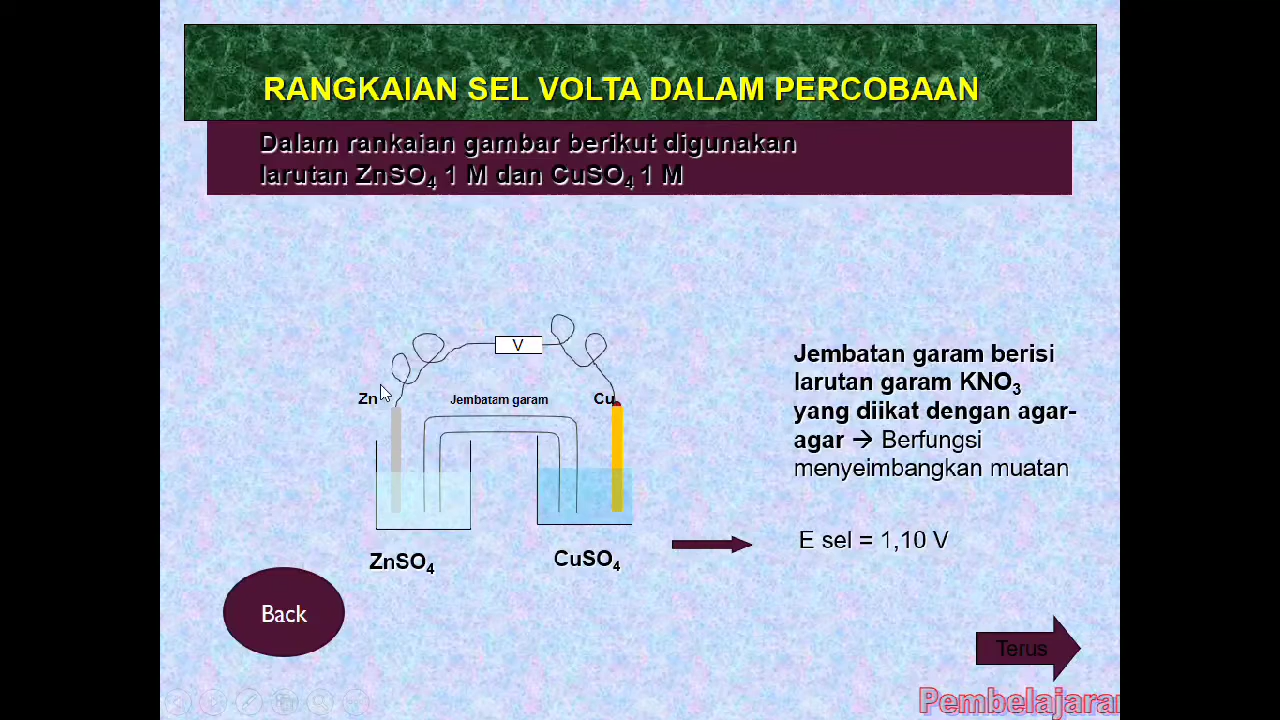 RANGKAIAN SEL VOLTA DALAM PERCOBAAN
Dalam rankaian gambar berikut digunakan
larutan ZnSO₄ 1 M dan CuSO₄ 1 M
V
Zn
Jembatam garam
Cu
Jembatan garam berisi
larutan garam KNO₃
yang diikat dengan agar-
agar → Berfungsi
menyeimbangkan muatan
E sel = 1,10 V
ZnSO₄
CuSO₄
Back
Terus
Pembelajaran